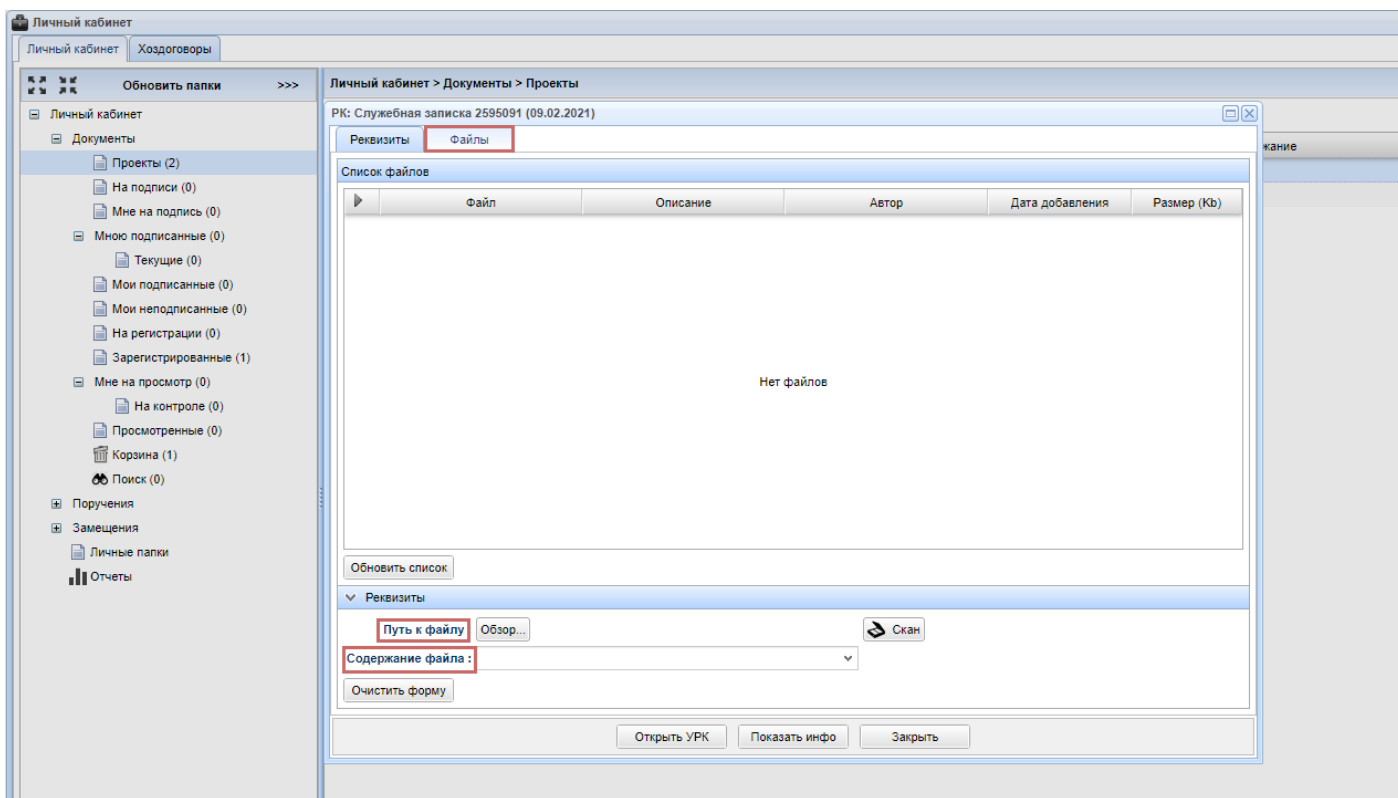 Личный кабинет
Личный кабинет Хоздоговоры
Обновить папки >>>
Личный кабинет
Документы
Проекты (2)
На подписи (0)
Мне на подпись (0)
Мною подписанные (0)
Текущие (0)
Мои подписанные (0)
Мои неподписанные (0)
На регистрации (0)
Зарегистрированные (1)
Мне на просмотр (0)
На контроле (0)
Просмотренные (0)
Корзина (1)
Поиск (0)
Поручения
Замещения
Личные папки
Отчеты
Личный кабинет > Документы > Проекты
РК: Служебная записка 2595091 (09.02.2021)
Реквизиты Файлы
жание
Список файлов
Файл Описание Автор Дата добавления Размер (Kb)
Нет файлов
Обновить список
Реквизиты
Путь к файлу Обзор... Скан
Содержание файла :
Очистить форму
Открыть УРК Показать инфо Закрыть